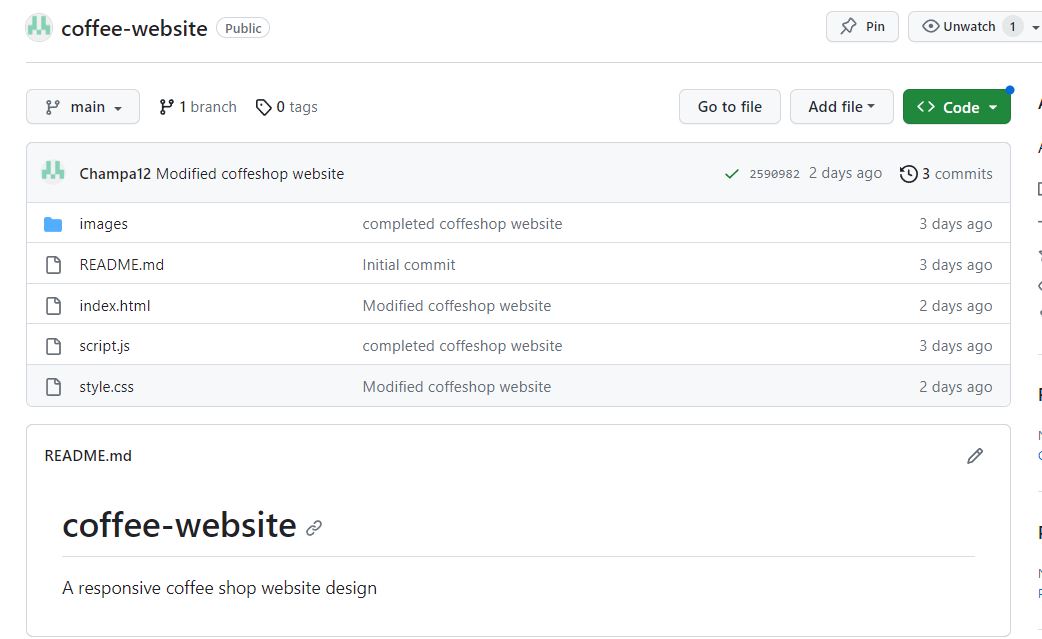 coffee-website Public Pin Unwatch 1
main 1 branch 0 tags Go to file Add file <> Code
Champa12 Modified coffeshop website 2590982 2 days ago 3 commits
images completed coffeshop website 3 days ago
README.md Initial commit 3 days ago
index.html Modified coffeshop website 2 days ago
script.js completed coffeshop website 3 days ago
style.css Modified coffeshop website 2 days ago
README.md
coffee-website
A responsive coffee shop website design